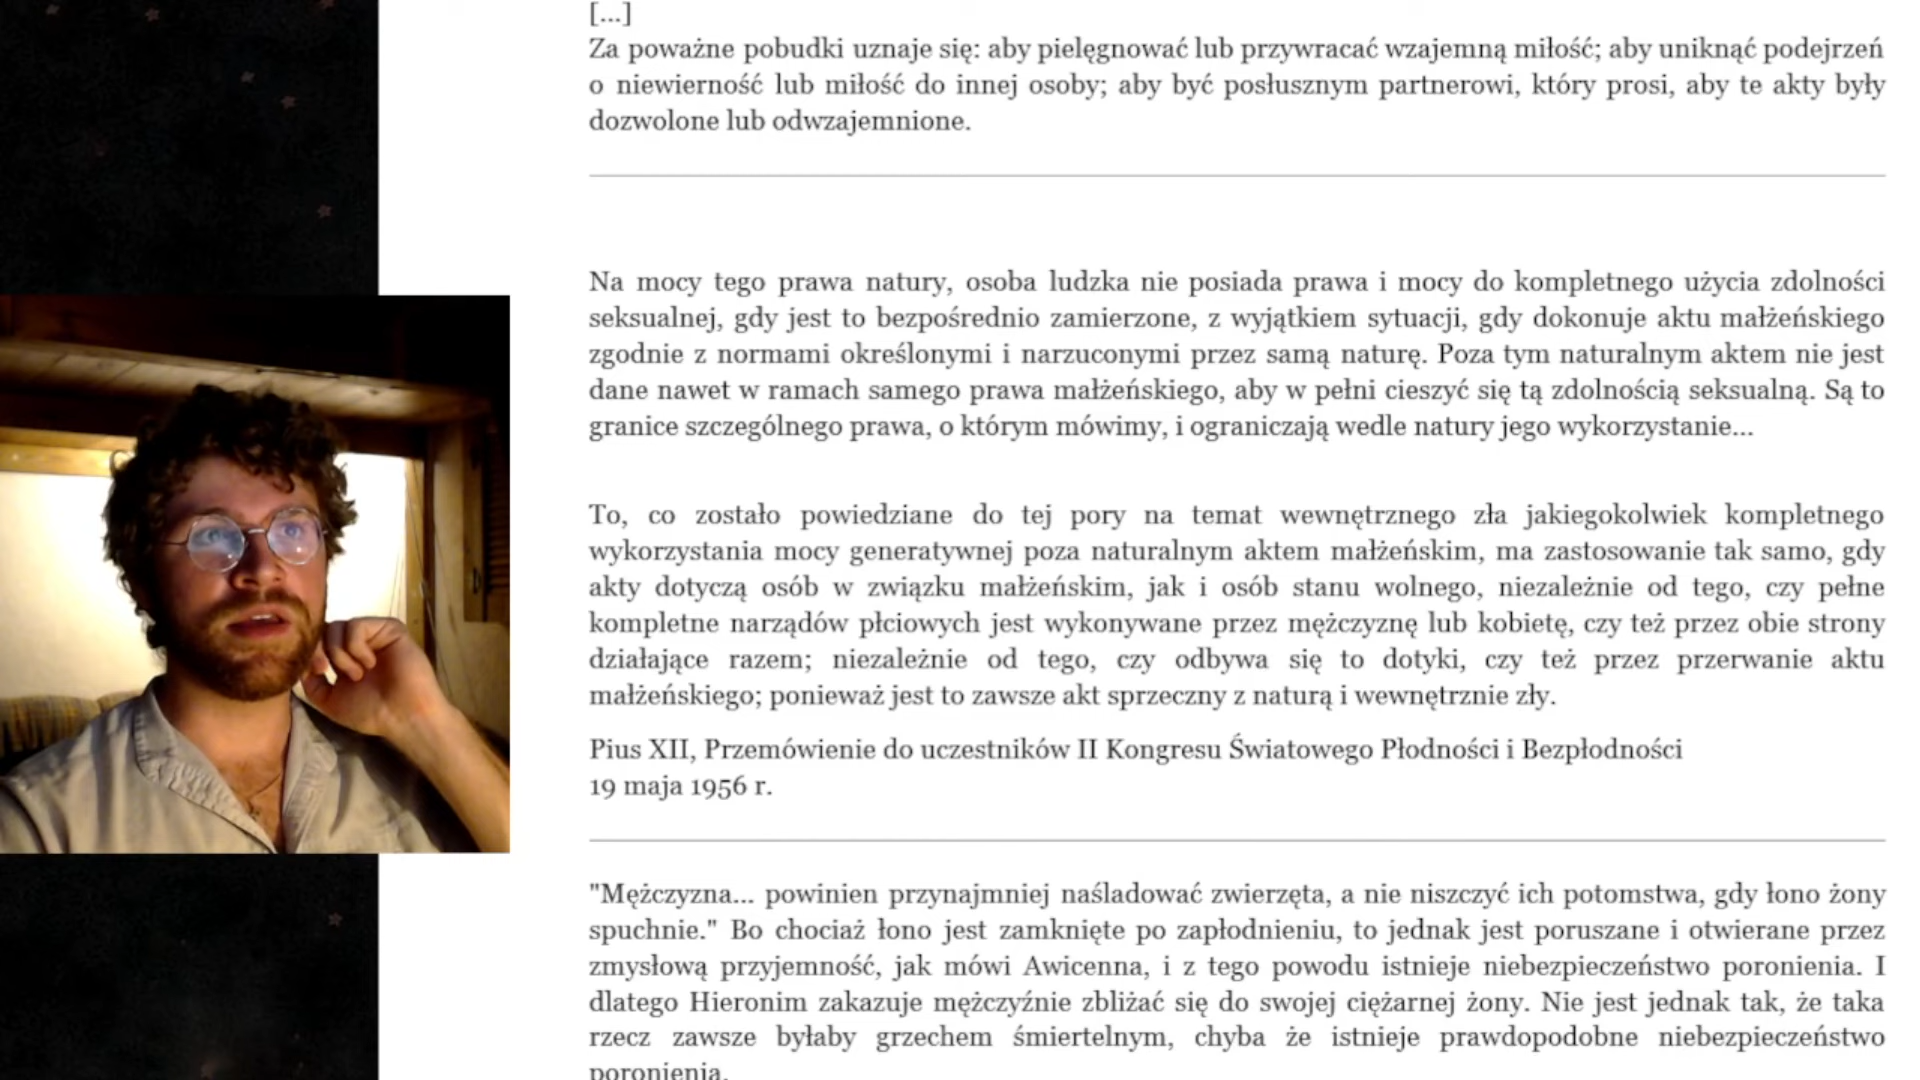 [...]
Za poważne pobudki uznaje się: aby pielęgnować lub przywracać wzajemną miłość; aby uniknąć podejrzeń
o niewierność lub miłość do innej osoby; aby być posłusznym partnerowi, który prosi, aby te akty były
dozwolone lub odwzajemnione.
Na mocy tego prawa natury, osoba ludzka nie posiada prawa i mocy do kompletnego użycia zdolności
seksualnej, gdy jest to bezpośrednio zamierzone, z wyjątkiem sytuacji, gdy dokonuje aktu małżeńskiego
zgodnie z normami określonymi i narzuconymi przez samą naturę. Poza tym naturalnym aktem nie jest
dane nawet w ramach samego prawa małżeńskiego, aby w pełni cieszyć się tą zdolnością seksualną. Są to
granice szczególnego prawa, o którym mówimy, i ograniczają wedle natury jego wykorzystanie...
To, co zostało powiedziane do tej pory na temat wewnętrznego zła jakiegokolwiek kompletnego
wykorzystania mocy generatywnej poza naturalnym aktem małżeńskim, ma zastosowanie tak samo, gdy
akty dotyczą osób w związku małżeńskim, jak i osób stanu wolnego, niezależnie od tego, czy pełne
kompletne narządów płciowych jest wykonywane przez mężczyznę lub kobietę, czy też przez obie strony
działające razem; niezależnie od tego, czy odbywa się to dotyki, czy też przez przerwanie aktu
małżeńskiego; ponieważ jest to zawsze akt sprzeczny z naturą i wewnętrznie zły.
Pius XII, Przemówienie do uczestników II Kongresu Światowego Płodności i Bezpłodności
19 maja 1956 r.
"Mężczyzna... powinien przynajmniej naśladować zwierzęta, a nie niszczyć ich potomstwa, gdy łono żony
spuchnie." Bo chociaż łono jest zamknięte po zapłodnieniu, to jednak jest poruszane i otwierane przez
zmysłową przyjemność, jak mówi Awicenna, i z tego powodu istnieje niebezpieczeństwo poronienia. I
dlatego Hieronim zakazuje mężczyźnie zbliżać się do swojej ciężarnej żony. Nie jest jednak tak, że taka
rzecz zawsze byłaby grzechem śmiertelnym, chyba że istnieje prawdopodobne niebezpieczeństwo
poronienia.